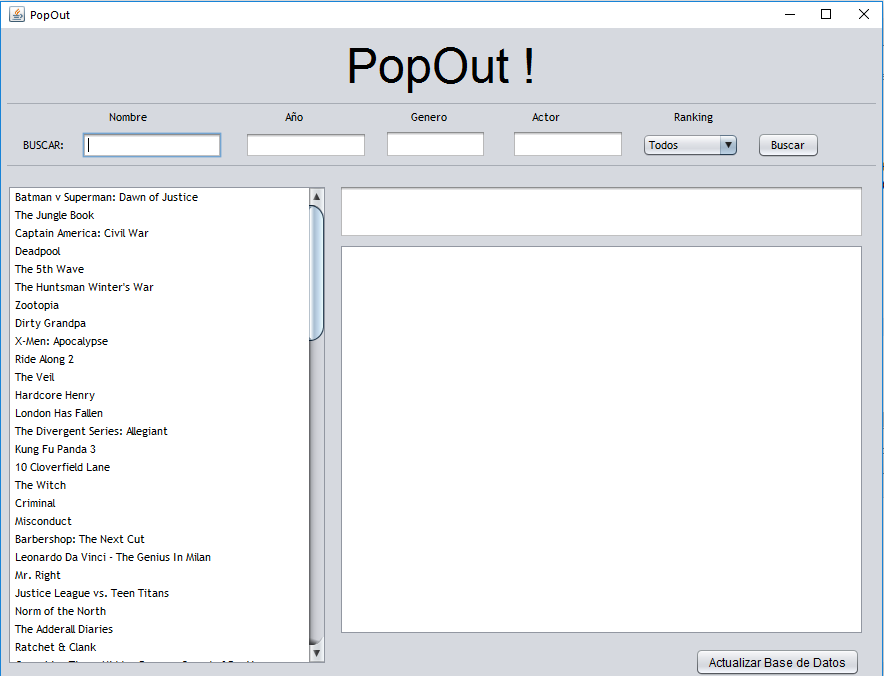 PopOut
PopOut !
Nombre Año Genero Actor Ranking
BUSCAR: Todos Buscar
Batman v Superman: Dawn of Justice
The Jungle Book
Captain America: Civil War
Deadpool
The 5th Wave
The Huntsman Winter's War
Zootopia
Dirty Grandpa
X-Men: Apocalypse
Ride Along 2
The Veil
Hardcore Henry
London Has Fallen
The Divergent Series: Allegiant
Kung Fu Panda 3
10 Cloverfield Lane
The Witch
Criminal
Misconduct
Barbershop: The Next Cut
Leonardo Da Vinci - The Genius In Milan
Mr. Right
Justice League vs. Teen Titans
Norm of the North
The Adderall Diaries
Ratchet & Clank
Actualizar Base de Datos